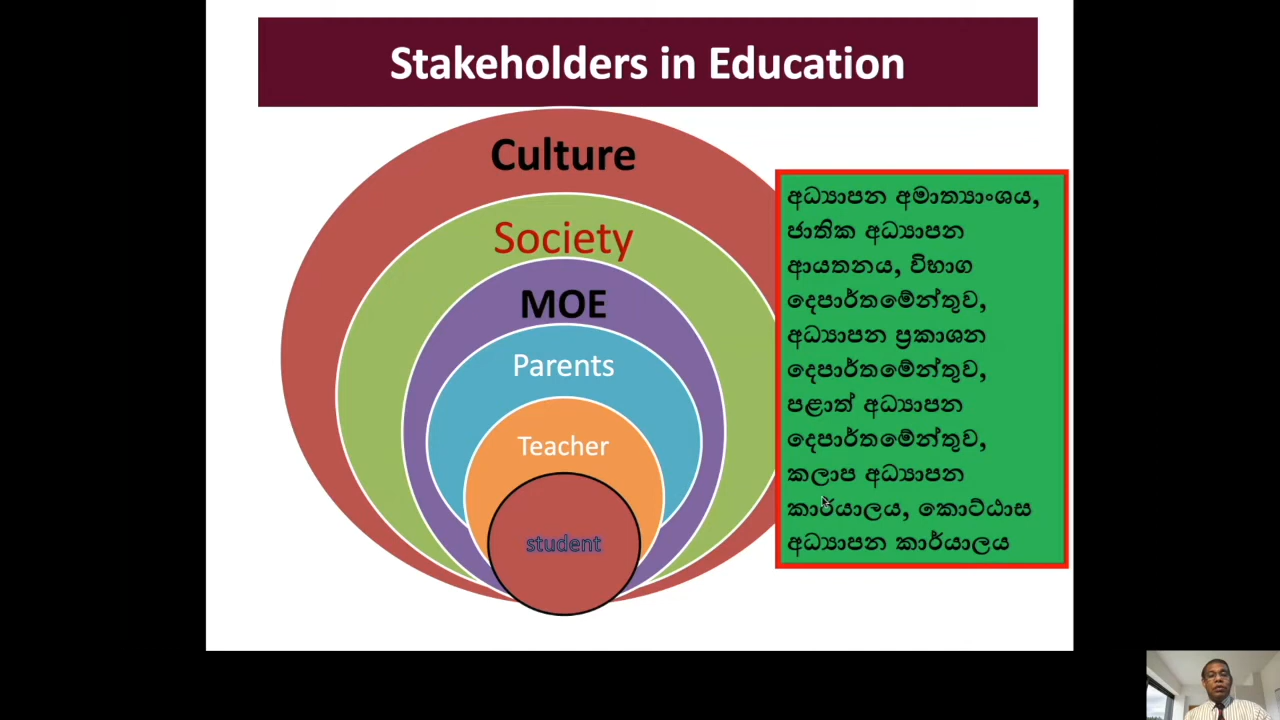 Stakeholders in Education
Culture
Society
MOE
Parents
Teacher
student
අධ්‍යාපන අමාත්‍යාංශය,
ජාතික අධ්‍යාපන
ආයතනය, විභාග
දෙපාර්තමේන්තුව,
අධ්‍යාපන ප්‍රකාශන
දෙපාර්තමේන්තුව,
පළාත් අධ්‍යාපන
දෙපාර්තමේන්තුව,
කලාප අධ්‍යාපන
කාර්යාලය, කොට්ඨාස
අධ්‍යාපන කාර්යාලය